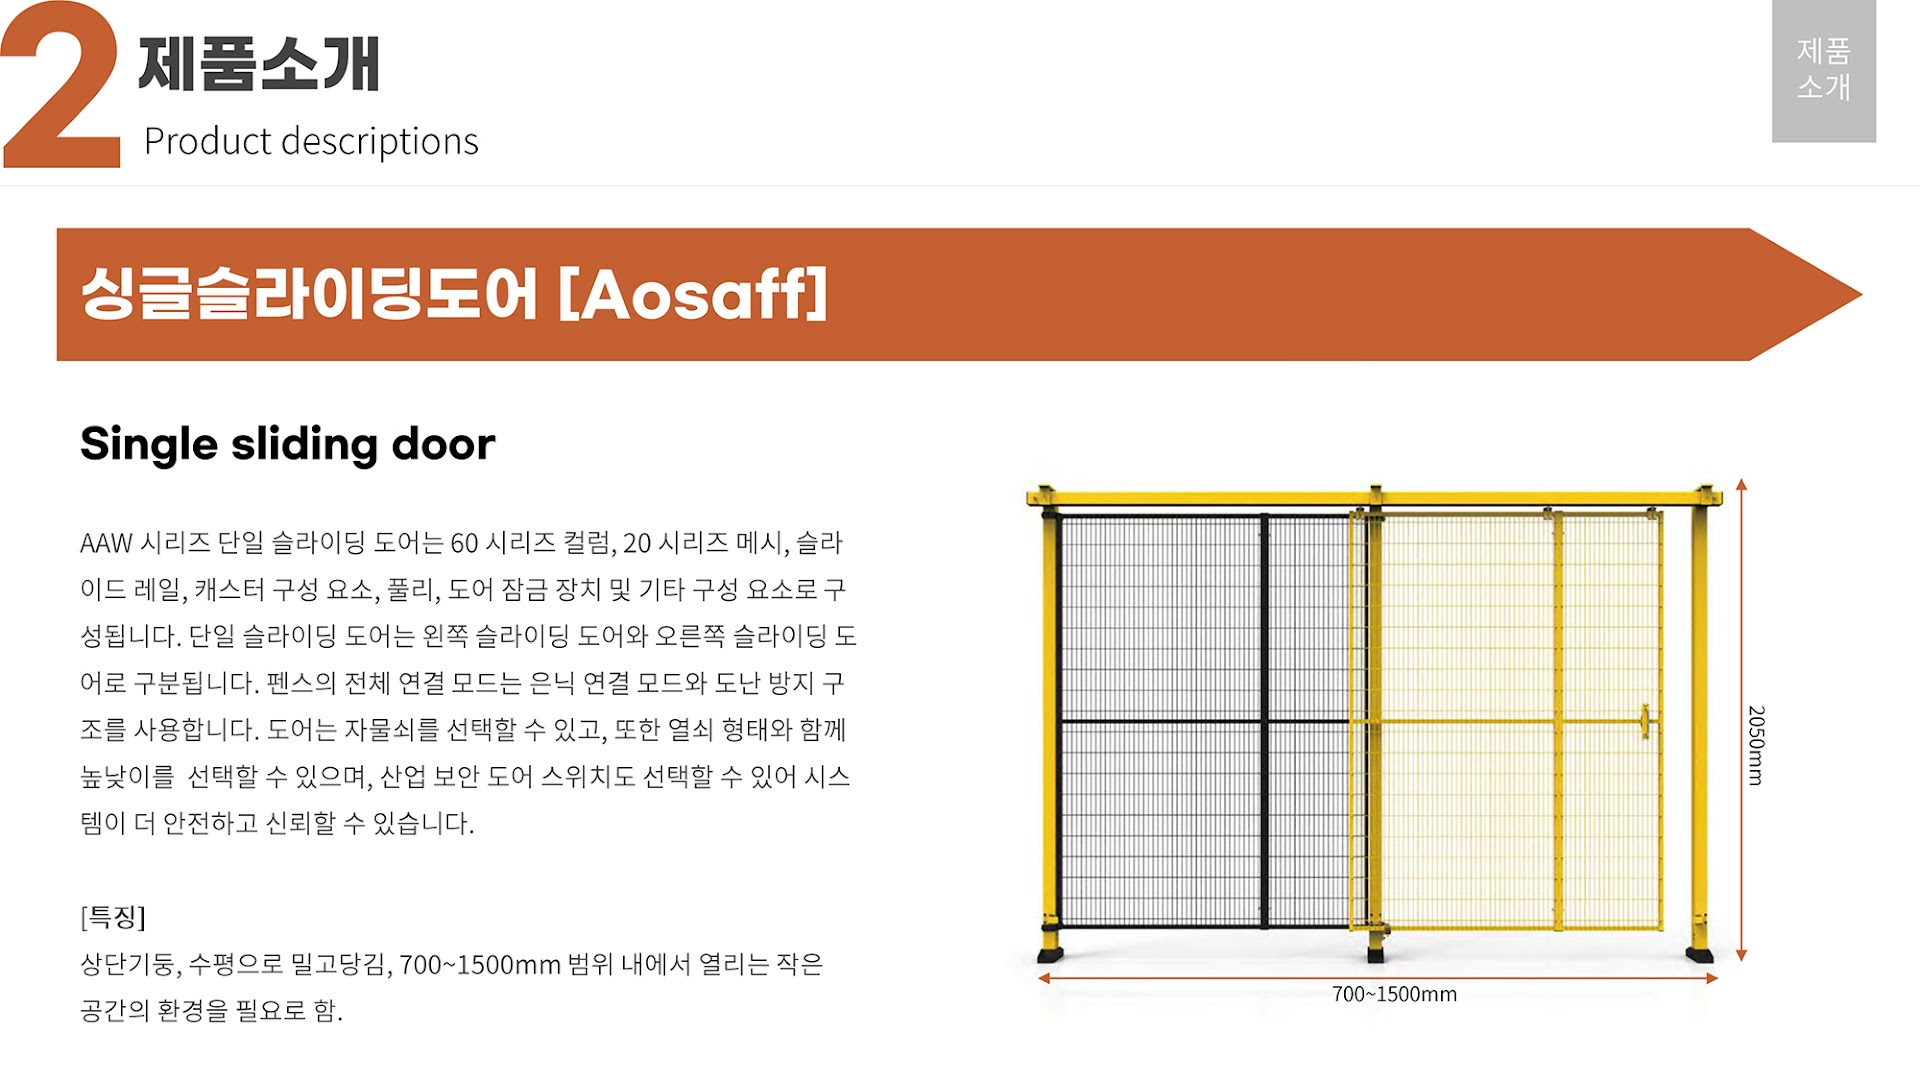 2
제품소개
Product descriptions
제품
소개
싱글슬라이딩도어 [Aosaff]
Single sliding door
AAW 시리즈 단일 슬라이딩 도어는 60 시리즈 컬럼, 20 시리즈 메시, 슬라
이드 레일, 캐스터 구성 요소, 풀리, 도어 잠금 장치 및 기타 구성 요소로 구
성됩니다. 단일 슬라이딩 도어는 왼쪽 슬라이딩 도어와 오른쪽 슬라이딩 도
어로 구분됩니다. 펜스의 전체 연결 모드는 은닉 연결 모드와 도난 방지 구
조를 사용합니다. 도어는 자물쇠를 선택할 수 있고, 또한 열쇠 형태와 함께
높낮이를 선택할 수 있으며, 산업 보안 도어 스위치도 선택할 수 있어 시스
템이 더 안전하고 신뢰할 수 있습니다.
[특징]
상단기둥, 수평으로 밀고당김, 700~1500mm 범위 내에서 열리는 작은
공간의 환경을 필요로 함.
2050mm
700~1500mm